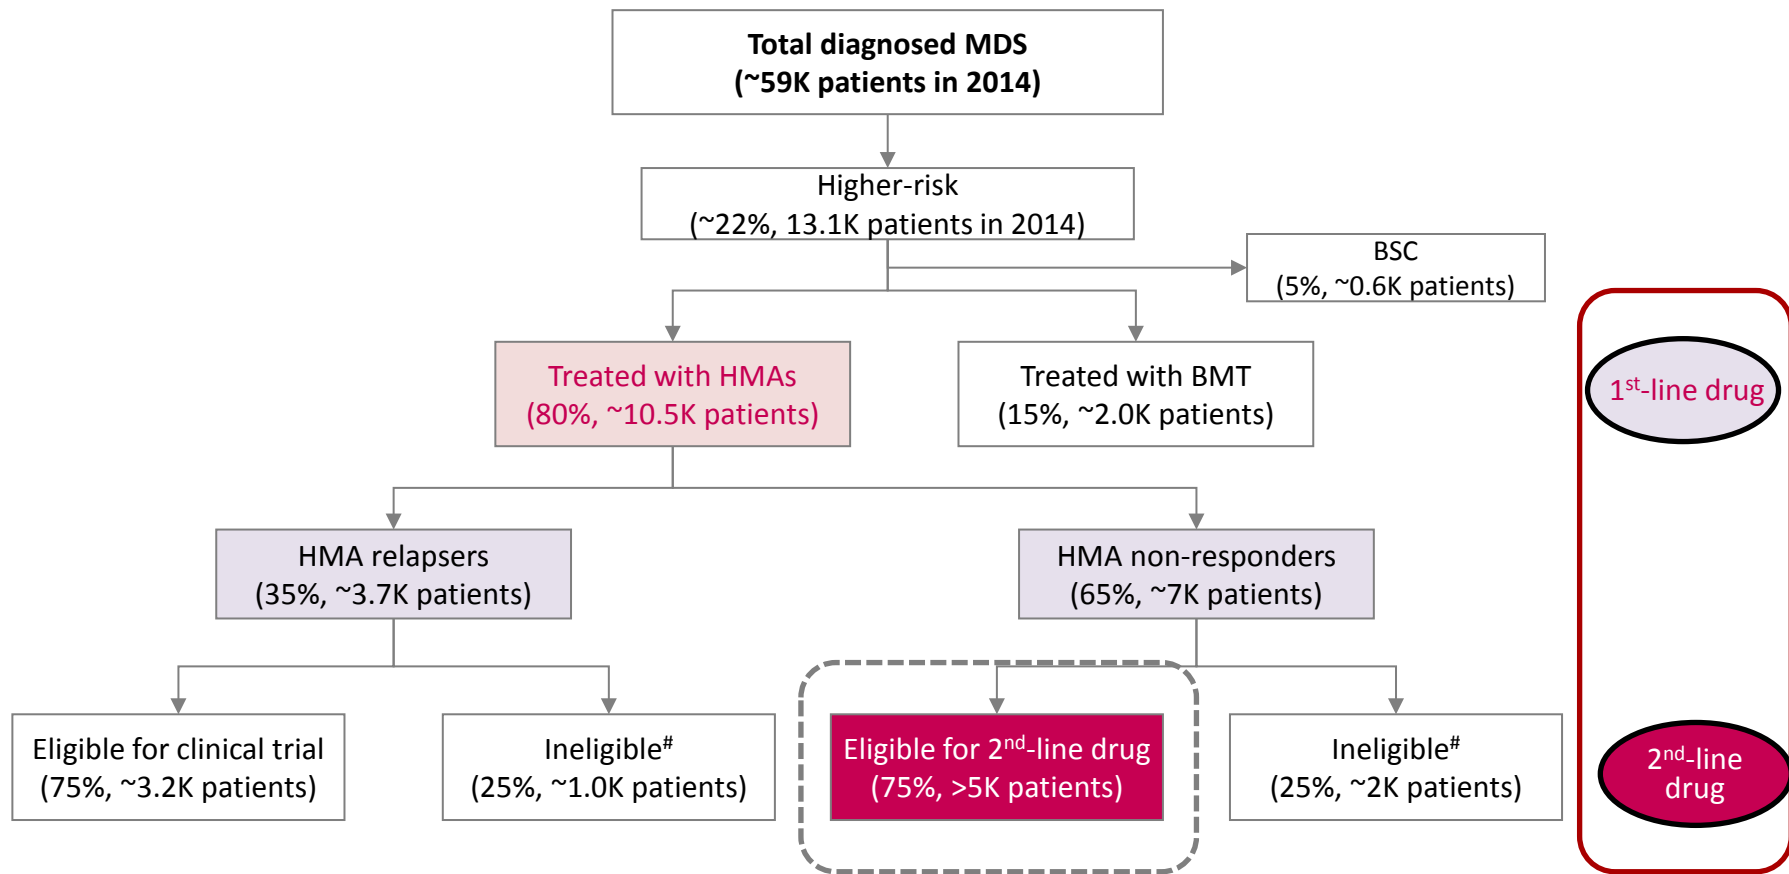 Total diagnosed MDS
(~59K patients in 2014)
Higher-risk
(~22%, 13.1K patients in 2014)
BSC
(5%, ~0.6K patients)
Treated with HMAs
(80%, ~10.5K patients)
Treated with BMT
(15%, ~2.0K patients)
1st-line drug
HMA relapsers
(35%, ~3.7K patients)
HMA non-responders
(65%, ~7K patients)
Eligible for clinical trial
(75%, ~3.2K patients)
Ineligible#
(25%, ~1.0K patients)
Eligible for 2nd-line drug
(75%, >5K patients)
Ineligible#
(25%, ~2K patients)
2nd-line
drug